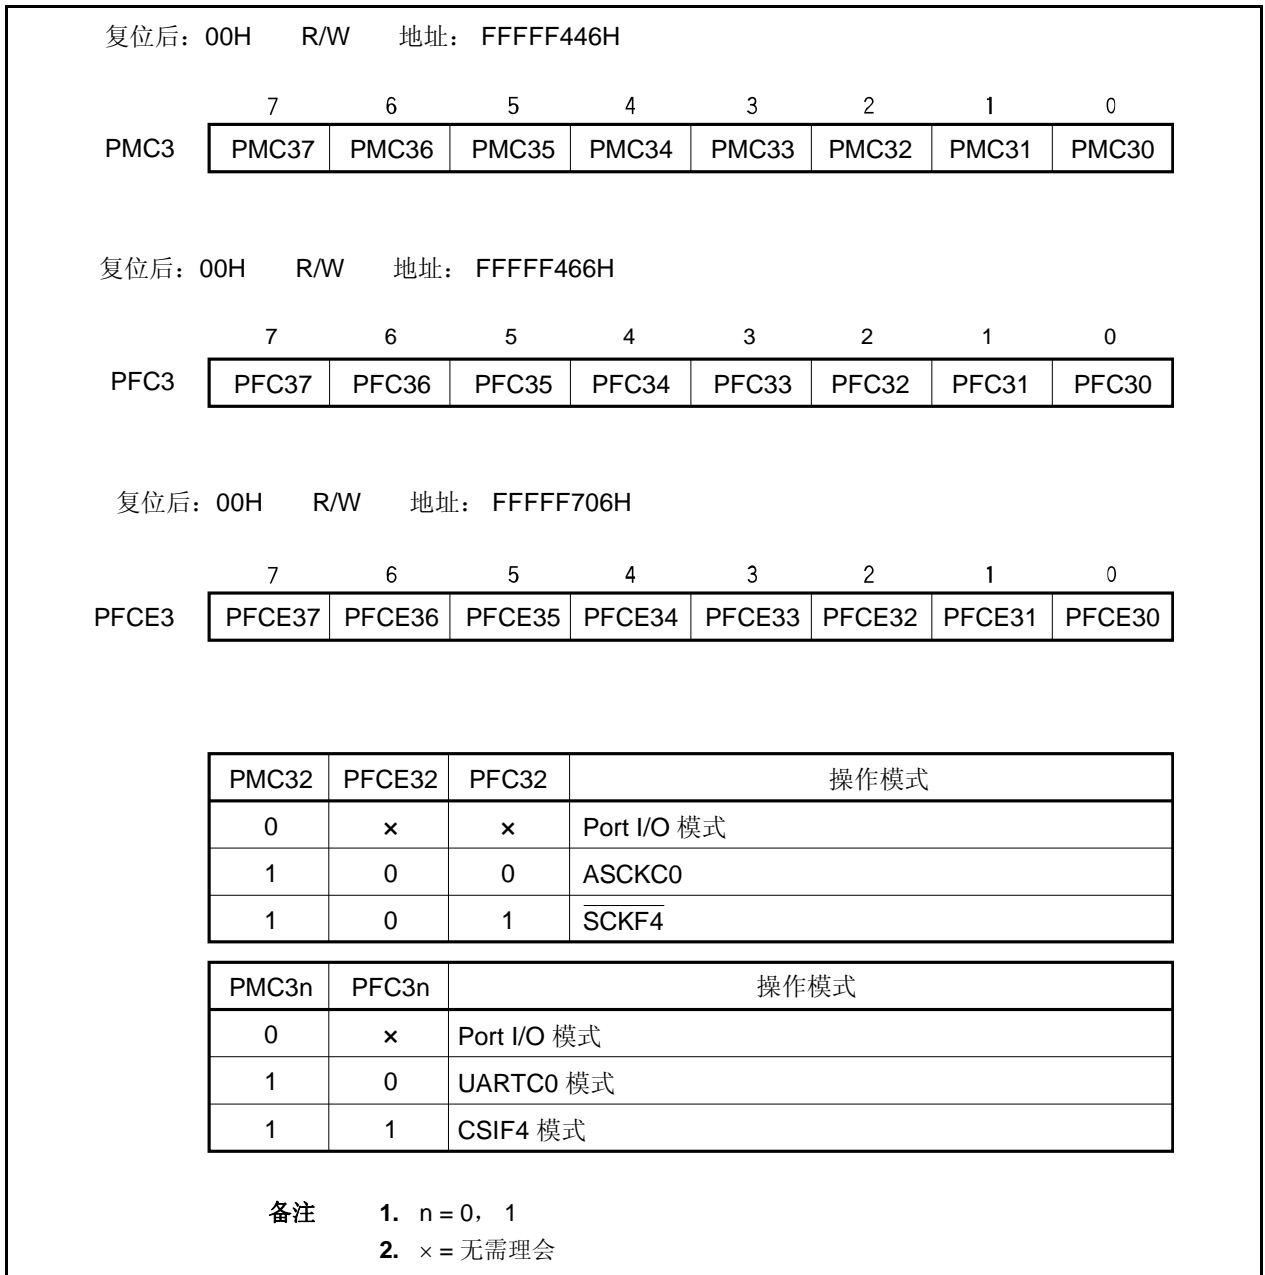 复位后：00H R/W 地址： FFFFF446H
7 6 5 4 3 2 1 0
PMC3 PMC37 PMC36 PMC35 PMC34 PMC33 PMC32 PMC31 PMC30
复位后：00H R/W 地址： FFFFF466H
7 6 5 4 3 2 1 0
PFC3 PFC37 PFC36 PFC35 PFC34 PFC33 PFC32 PFC31 PFC30
复位后：00H R/W 地址： FFFFF706H
7 6 5 4 3 2 1 0
PFCE3 PFCE37 PFCE36 PFCE35 PFCE34 PFCE33 PFCE32 PFCE31 PFCE30
PMC32 PFCE32 PFC32 操作模式
0 × × Port I/O 模式
1 0 0 ASCKC0
1 0 1 SCKF4
PMC3n PFC3n 操作模式
0 × Port I/O 模式
1 0 UARTC0 模式
1 1 CSIF4 模式
备注 1. n = 0， 1
2. × = 无需理会